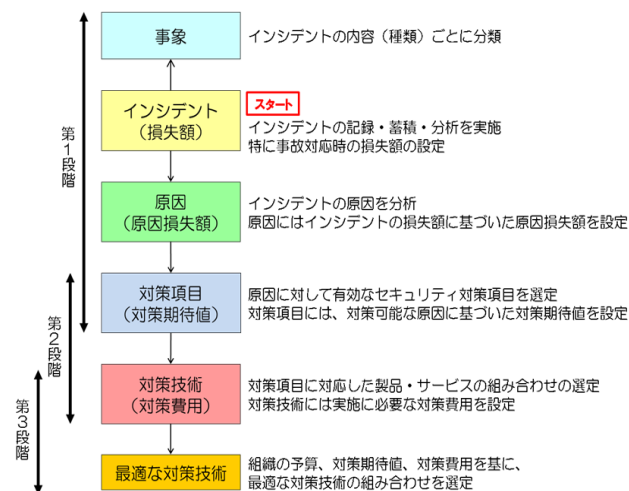 事象
インシデントの内容（種類）ごとに分類
スタート
インシデント
（損失額）
インシデントの記録・蓄積・分析を実施
特に事故対応時の損失額の設定
第１段階
原因
（原因損失額）
インシデントの原因を分析
原因にはインシデントの損失額に基づいた原因損失額を設定
対策項目
（対策期待値）
原因に対して有効なセキュリティ対策項目を選定
対策項目には、対策可能な原因に基づいた対策期待値を設定
第２段階
対策技術
（対策費用）
対策項目に対応した製品・サービスの組み合わせの選定
対策技術には実施に必要な対策費用を設定
第３段階
最適な対策技術
組織の予算、対策期待値、対策費用を基に、
最適な対策技術の組み合わせを選定